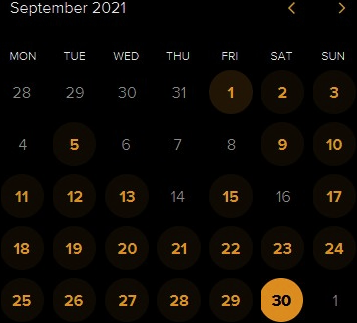 September 2021 < >
MON TUE WED THU FRI SAT SUN
28 29 30 31 1 2 3
4 5 6 7 8 9 10
11 12 13 14 15 16 17
18 19 20 21 22 23 24
25 26 27 28 29 30 1